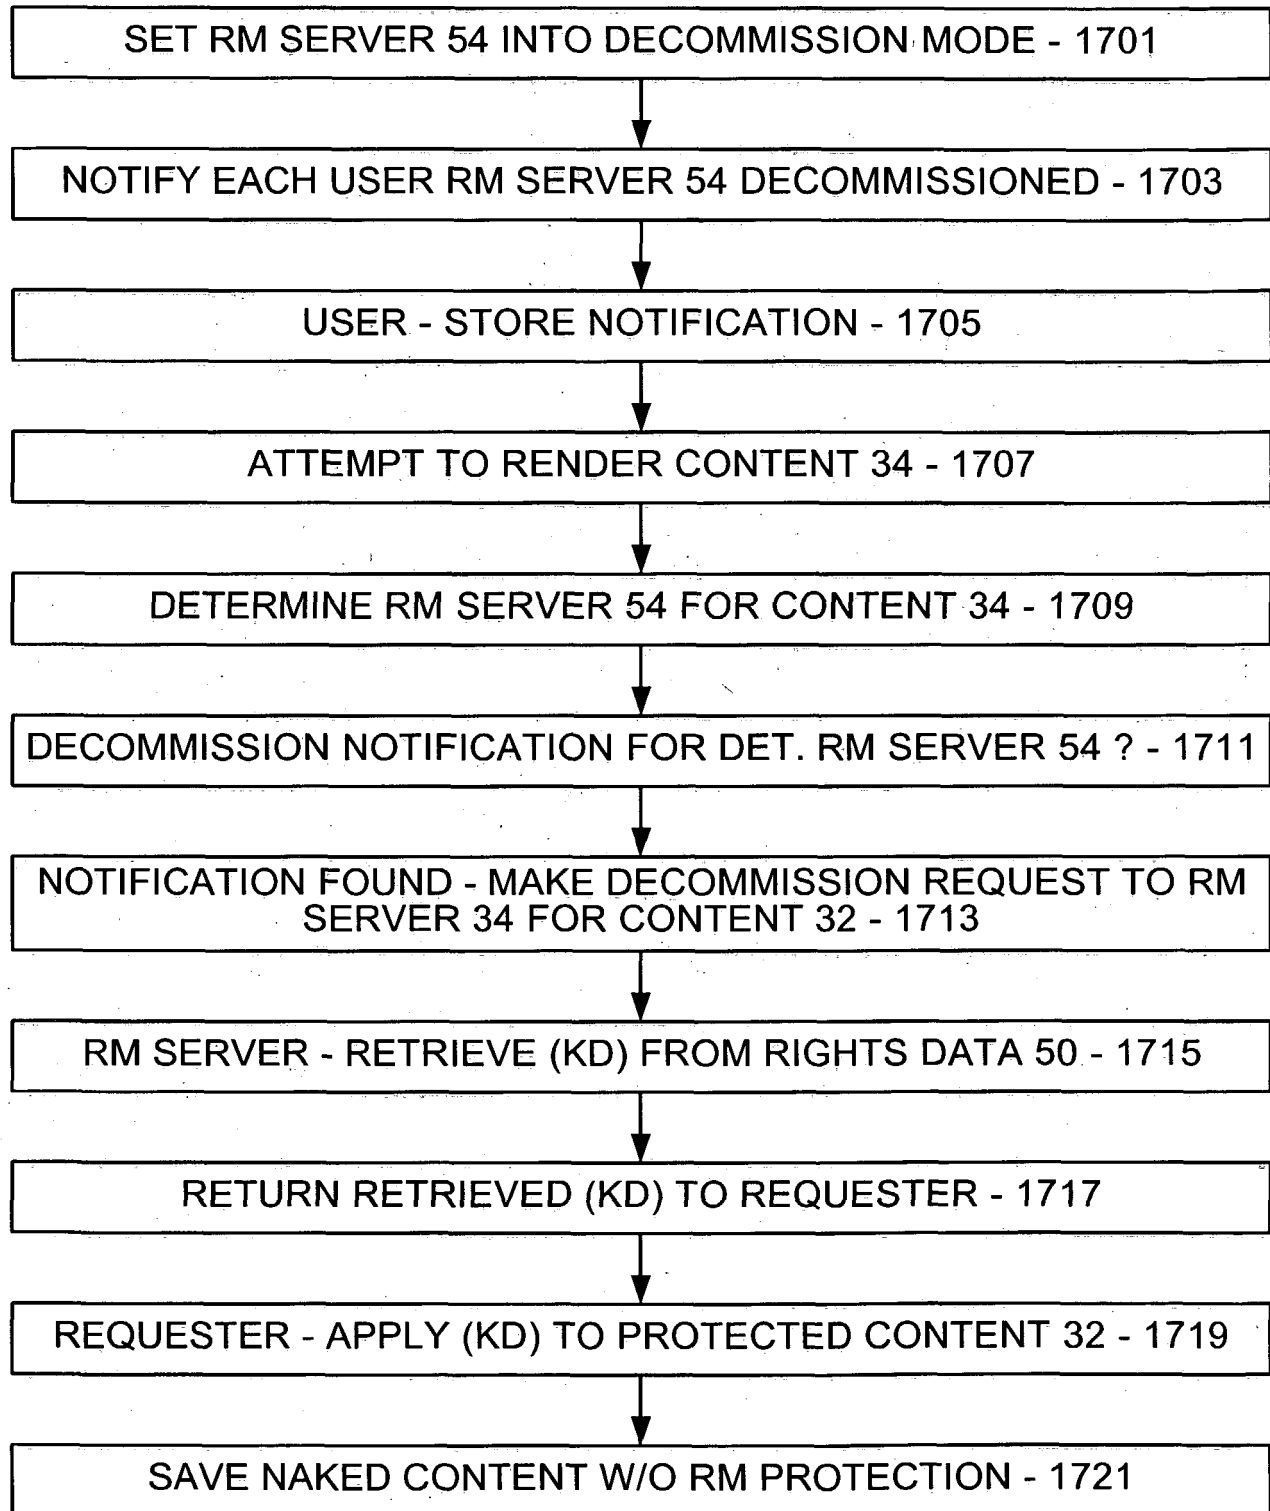 SET RM SERVER 54 INTO DECOMMISSION MODE - 1701
NOTIFY EACH USER RM SERVER 54 DECOMMISSIONED - 1703
USER - STORE NOTIFICATION - 1705
ATTEMPT TO RENDER CONTENT 34 - 1707
DETERMINE RM SERVER 54 FOR CONTENT 34 - 1709
DECOMMISSION NOTIFICATION FOR DET. RM SERVER 54 ? - 1711
NOTIFICATION FOUND - MAKE DECOMMISSION REQUEST TO RM
SERVER 34 FOR CONTENT 32 - 1713
RM SERVER - RETRIEVE (KD) FROM RIGHTS DATA 50 - 1715
RETURN RETRIEVED (KD) TO REQUESTER - 1717
REQUESTER - APPLY (KD) TO PROTECTED CONTENT 32 - 1719
SAVE NAKED CONTENT W/O RM PROTECTION - 1721